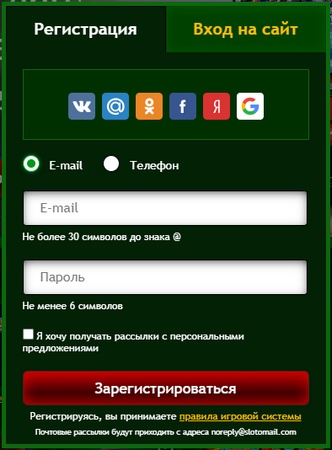 Регистрация
Вход на сайт
E-mail
Телефон
E-mail
Не более 30 символов до знака @
Пароль
Не менее 6 символов
Я хочу получать рассылки с персональными
предложениями
Зарегистрироваться
Регистрируясь, вы принимаете правила игровой системы
Почтовые рассылки будут приходить с адреса noreply@slotomail.com